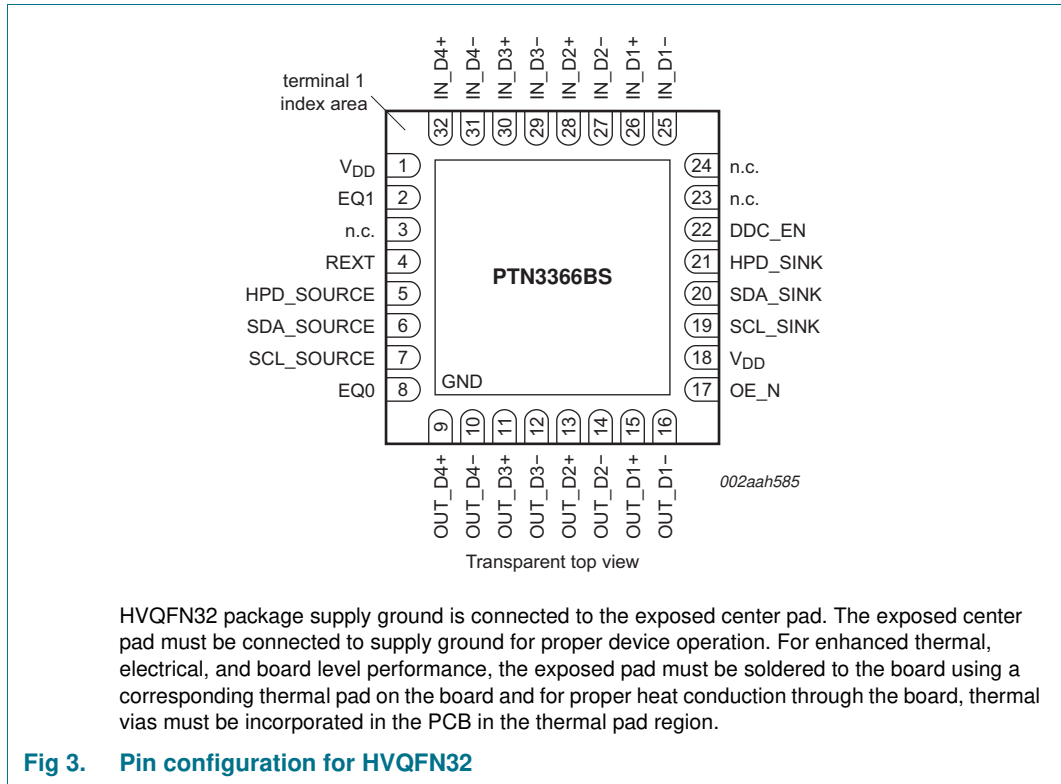 IN_D4+
IN_D4−
IN_D3+
IN_D3−
IN_D2+
IN_D2−
IN_D1+
IN_D1−
terminal 1
index area
32
31
30
29
28
27
26
25
VDD 1
EQ1 2
n.c. 3
REXT 4
HPD_SOURCE 5
SDA_SOURCE 6
SCL_SOURCE 7
EQ0 8
PTN3366BS
GND
24 n.c.
23 n.c.
22 DDC_EN
21 HPD_SINK
20 SDA_SINK
19 SCL_SINK
18 VDD
17 OE_N
9
10
11
12
13
14
15
16
OUT_D4+
OUT_D4−
OUT_D3+
OUT_D3−
OUT_D2+
OUT_D2−
OUT_D1+
OUT_D1−
002aah585
Transparent top view
HVQFN32 package supply ground is connected to the exposed center pad. The exposed center
pad must be connected to supply ground for proper device operation. For enhanced thermal,
electrical, and board level performance, the exposed pad must be soldered to the board using a
corresponding thermal pad on the board and for proper heat conduction through the board, thermal
vias must be incorporated in the PCB in the thermal pad region.
Fig 3. Pin configuration for HVQFN32